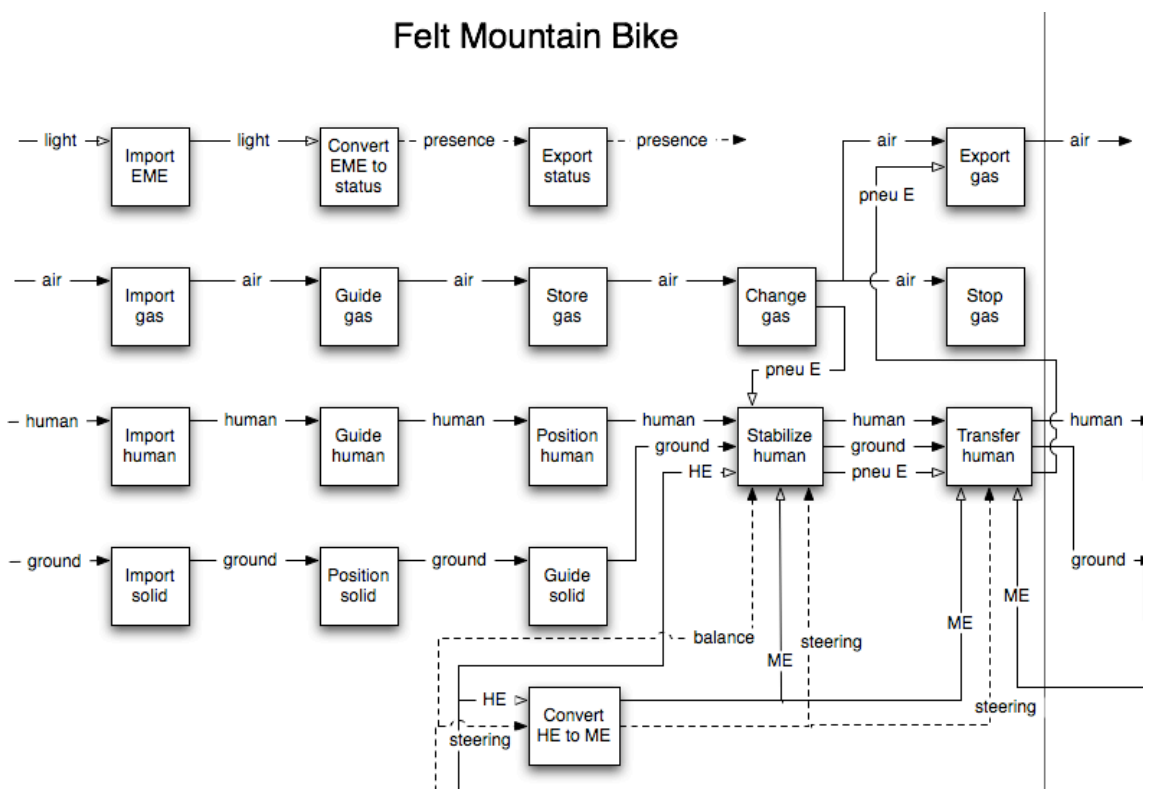 Felt Mountain Bike
light
Import
EME
light
Convert
EME to
status
presence
Export
status
presence
air
Export
gas
air
pneu E
air
Import
gas
air
Guide
gas
air
Store
gas
air
Change
gas
air
Stop
gas
pneu E
human
Import
human
human
Guide
human
human
Position
human
human
ground
HE
Stabilize
human
human
ground
pneu E
Transfer
human
human
ground
Import
solid
ground
Position
solid
ground
Guide
solid
ground
ME
ME
balance
steering
ME
HE
steering
Convert
HE to ME
steering